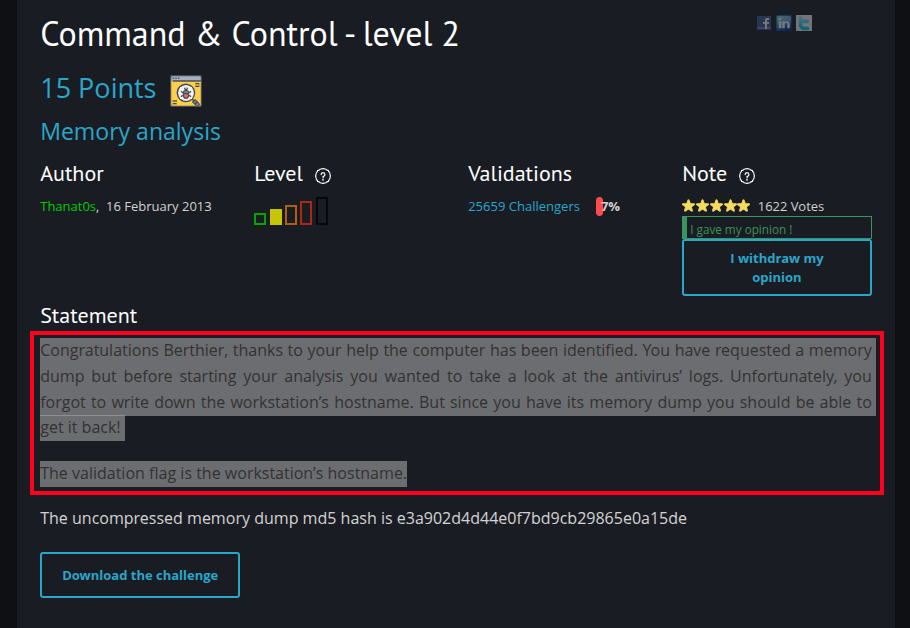 Command & Control - level 2
15 Points
Memory analysis
Author
Level ?
Validations
Note ?
Thanat0s, 16 February 2013
25659 Challengers 7%
1622 Votes
I gave my opinion !
I withdraw my
opinion
Statement
Congratulations Berthier, thanks to your help the computer has been identified. You have requested a memory
dump but before starting your analysis you wanted to take a look at the antivirus’ logs. Unfortunately, you
forgot to write down the workstation’s hostname. But since you have its memory dump you should be able to
get it back!
The validation flag is the workstation’s hostname.
The uncompressed memory dump md5 hash is e3a902d4d44e0f7bd9cb29865e0a15de
Download the challenge